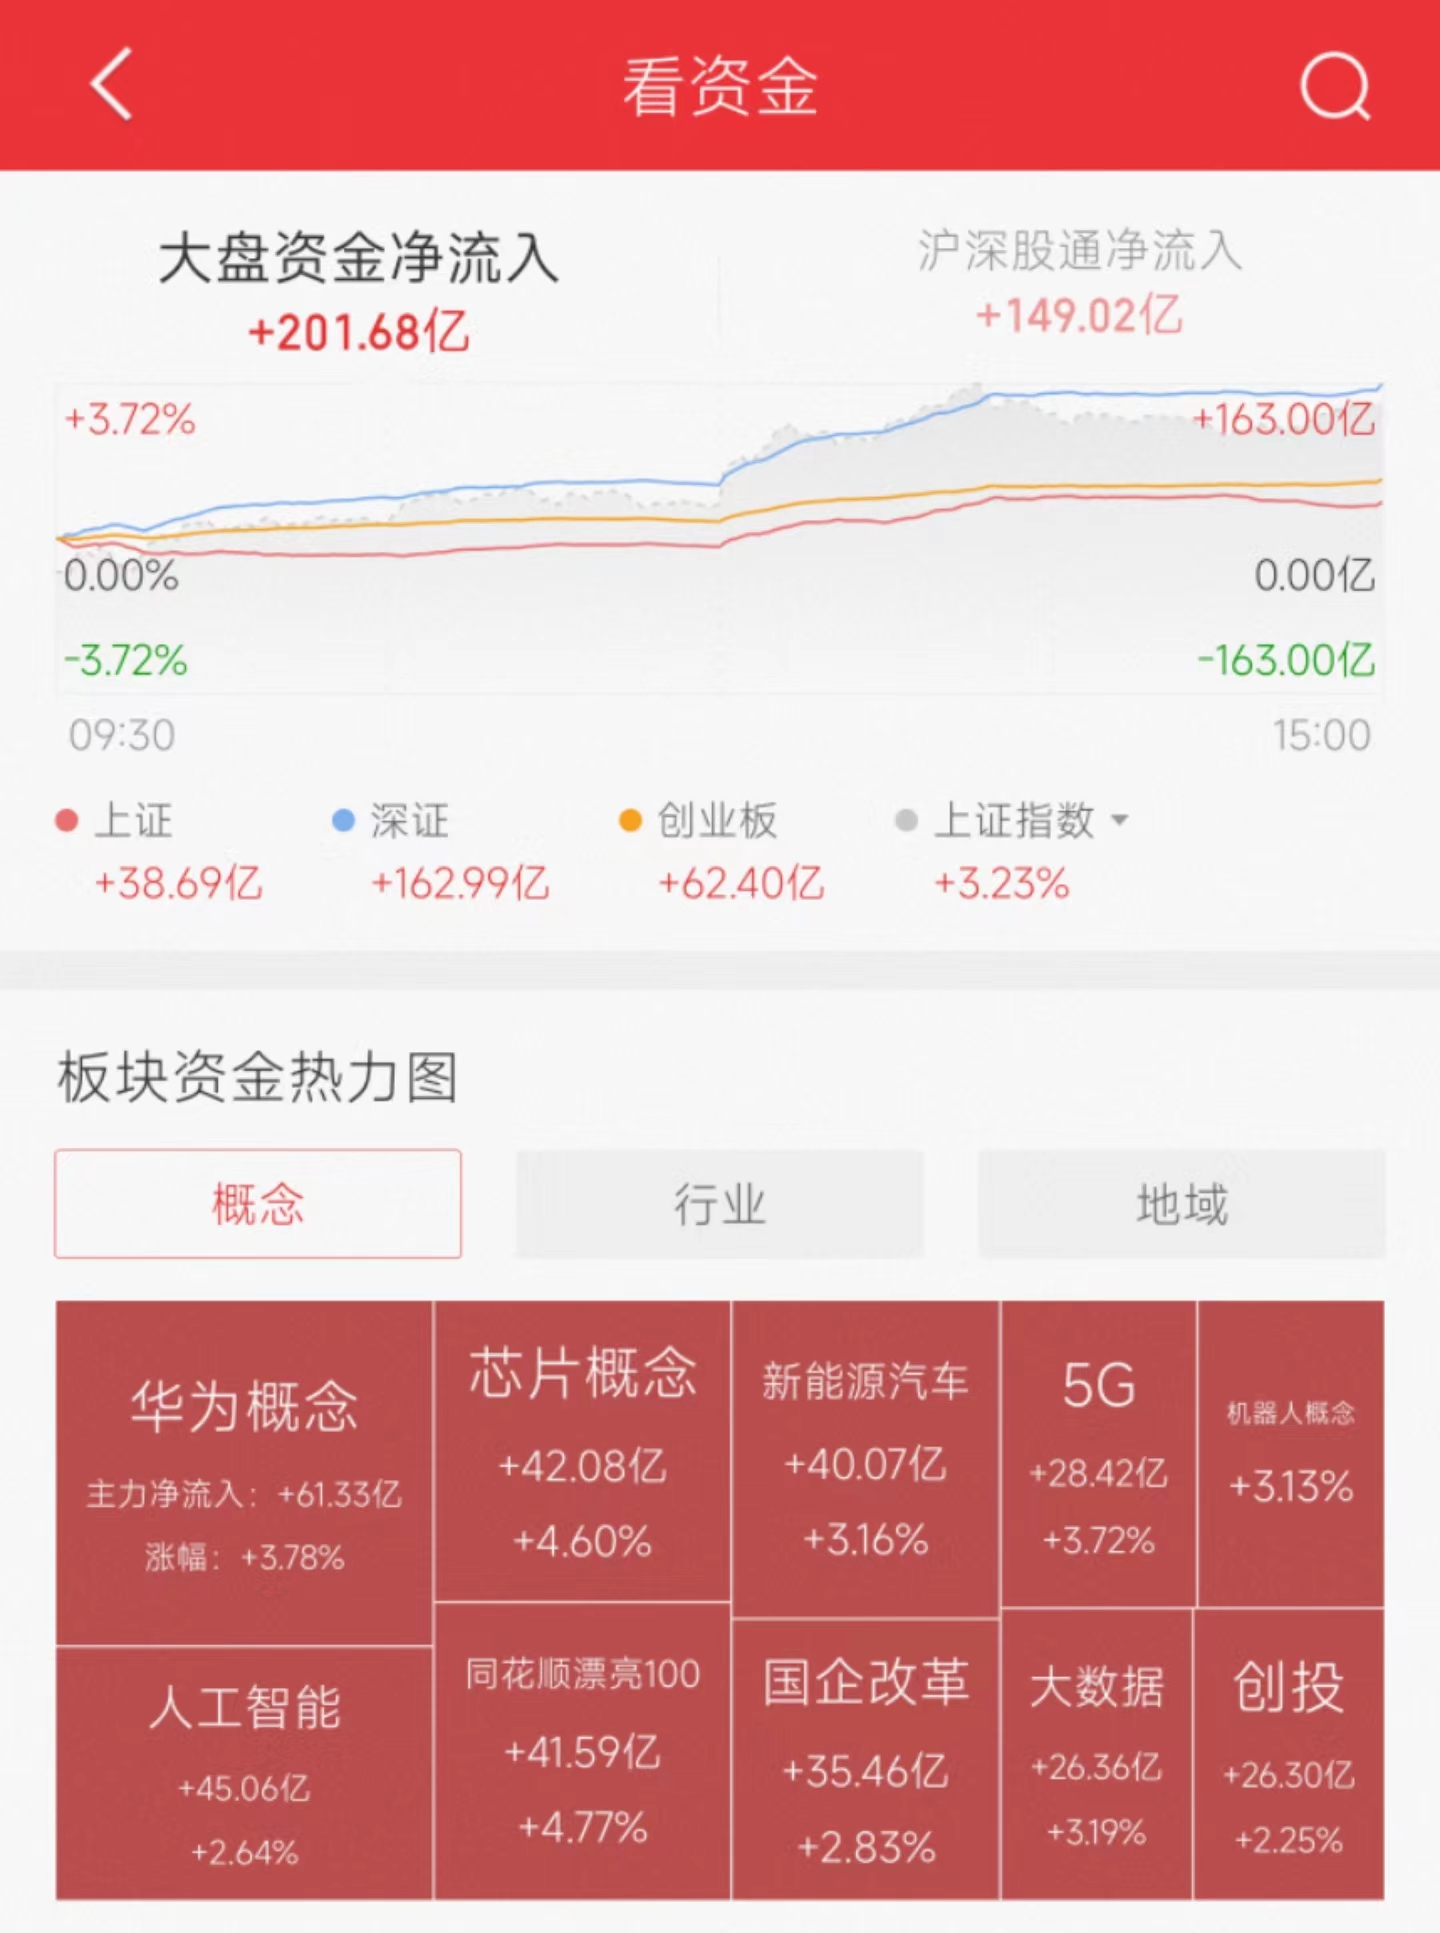 看资金
大盘资金净流入
+201.68亿
沪深股通净流入
+149.02亿
+3.72%
+163.00亿
0.00%
0.00亿
-3.72%
-163.00亿
09:30
15:00
上证
+38.69亿
深证
+162.99亿
创业板
+62.40亿
上证指数
+3.23%
板块资金热力图
概念
行业
地域
华为概念
主力净流入：+61.33亿
涨幅：+3.78%
芯片概念
+42.08亿
+4.60%
新能源汽车
+40.07亿
+3.16%
5G
+28.42亿
+3.72%
机器人概念
+3.13%
人工智能
+45.06亿
+2.64%
同花顺漂亮100
+41.59亿
+4.77%
国企改革
+35.46亿
+2.83%
大数据
+26.36亿
+3.19%
创投
+26.30亿
+2.25%